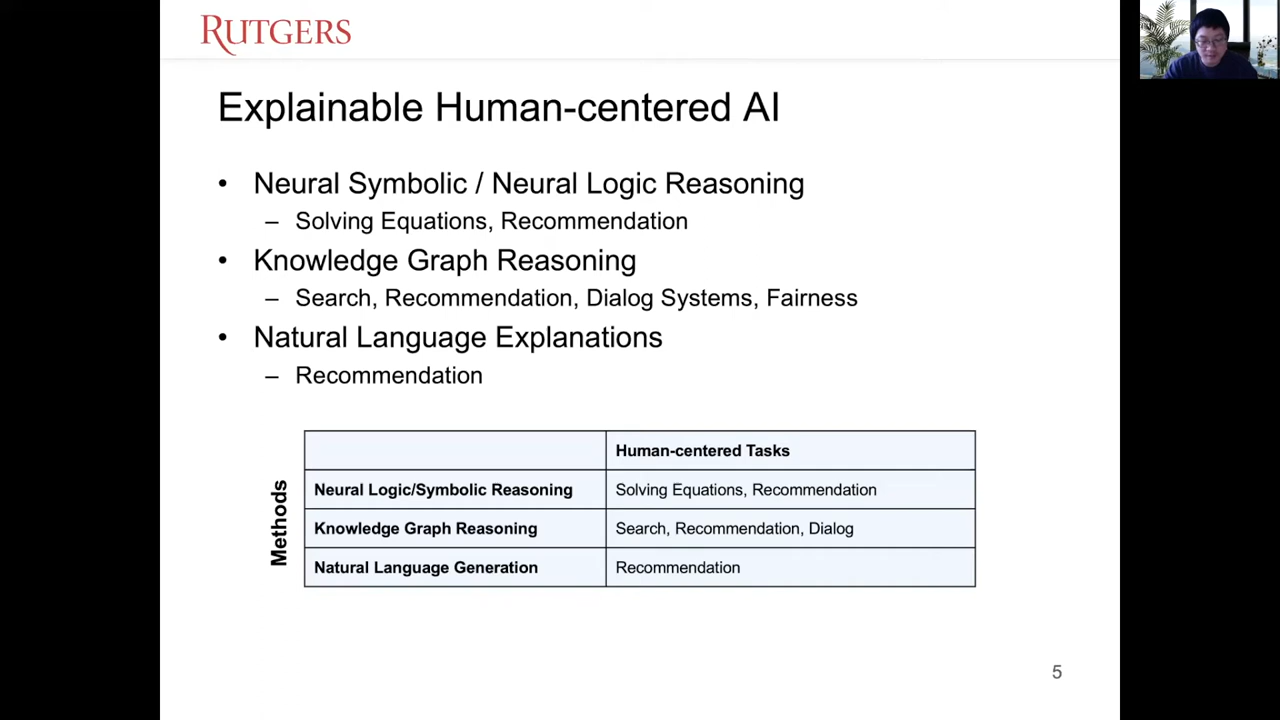 RUTGERS
Explainable Human-centered AI
• Neural Symbolic / Neural Logic Reasoning
– Solving Equations, Recommendation
• Knowledge Graph Reasoning
– Search, Recommendation, Dialog Systems, Fairness
• Natural Language Explanations
– Recommendation
Methods
Human-centered Tasks
Neural Logic/Symbolic Reasoning Solving Equations, Recommendation
Knowledge Graph Reasoning Search, Recommendation, Dialog
Natural Language Generation Recommendation
5